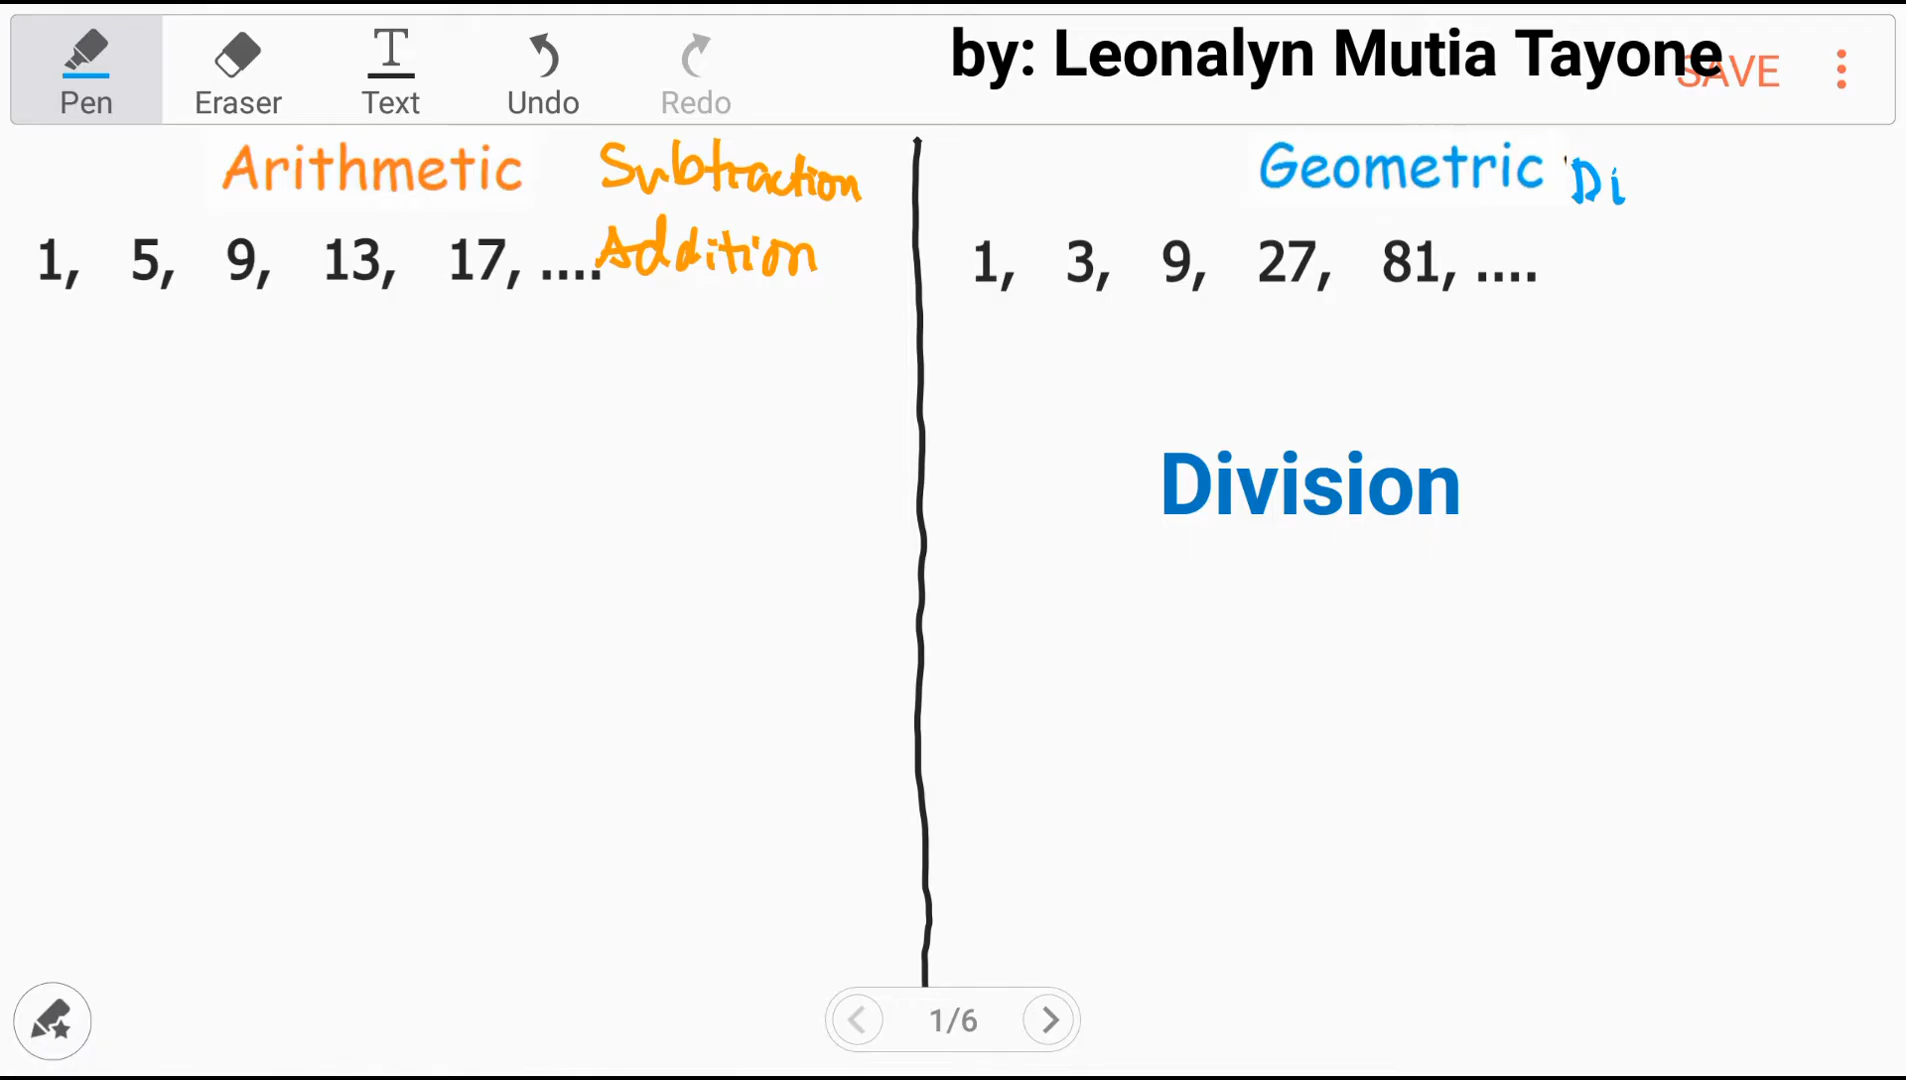 by: Leonalyn Mutia Tayone
SAVE
Pen
Eraser
Text
Undo
Redo
Arithmetic
Subtraction
Addition
1, 5, 9, 13, 17, ....
Geometric
Di
1, 3, 9, 27, 81, ....
Division
1/6